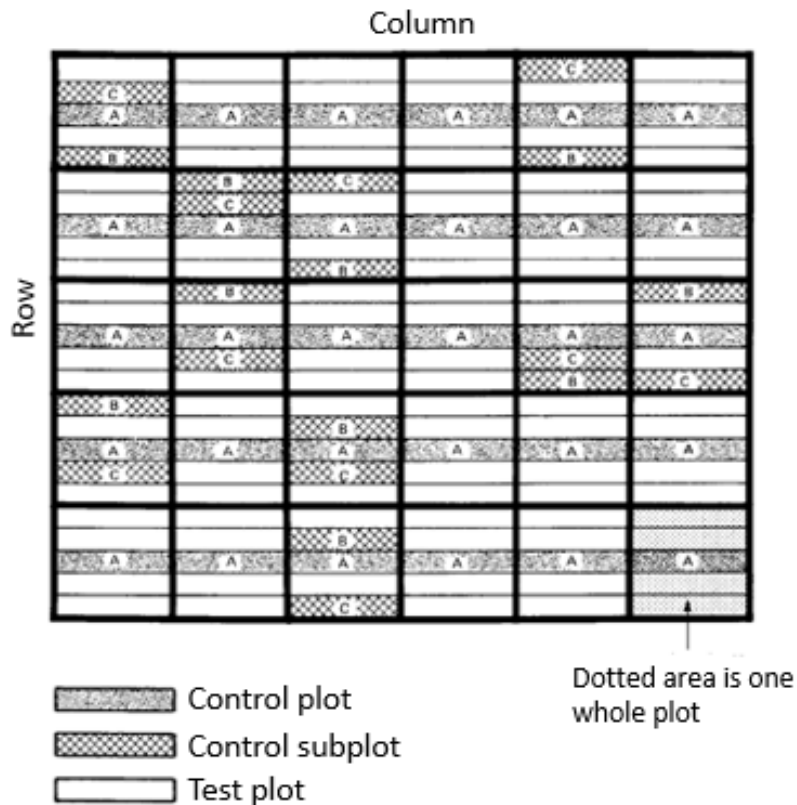 Column
Row
C
C
A A A A A A
B B
B C
C
A A A A A A
B
B B
A A A A A A
C C
B C
B
B
A A A A A A
C C
B
A A A A A A
C
Dotted area is one
whole plot
Control plot
Control subplot
Test plot